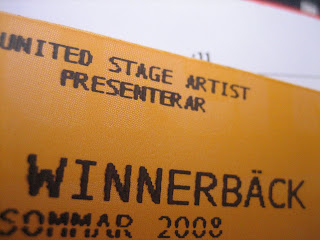 UNITED STAGE ARTIST
PRESENTERAR
WINNERBÄCK
SOMMAR 2008